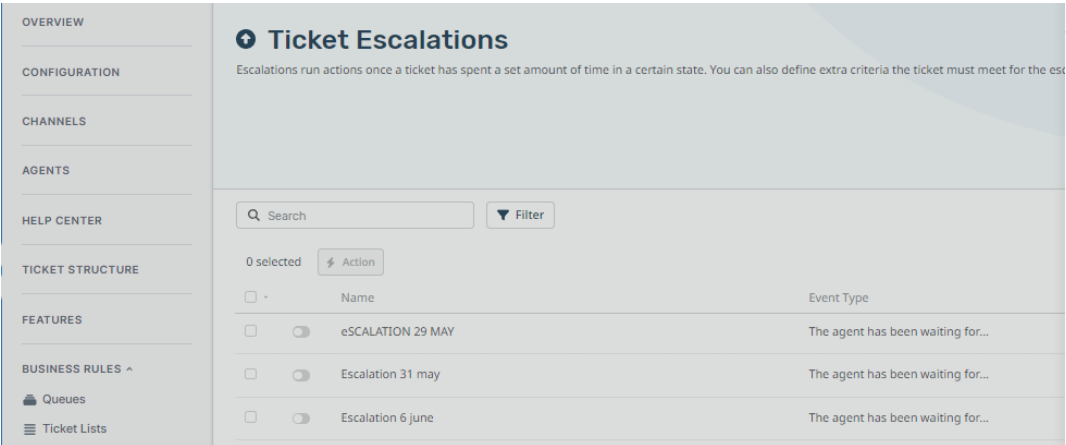 OVERVIEW
CONFIGURATION
CHANNELS
AGENTS
HELP CENTER
TICKET STRUCTURE
FEATURES
BUSINESS RULES
Queues
Ticket Lists
Ticket Escalations
Escalations run actions once a ticket has spent a set amount of time in a certain state. You can also define extra criteria the ticket must meet for the
Search
Filter
0 selected
Action
Name Event Type
eSCALATION 29 MAY The agent has been waiting for...
Escalation 31 may The agent has been waiting for...
Escalation 6 june The agent has been waiting for...